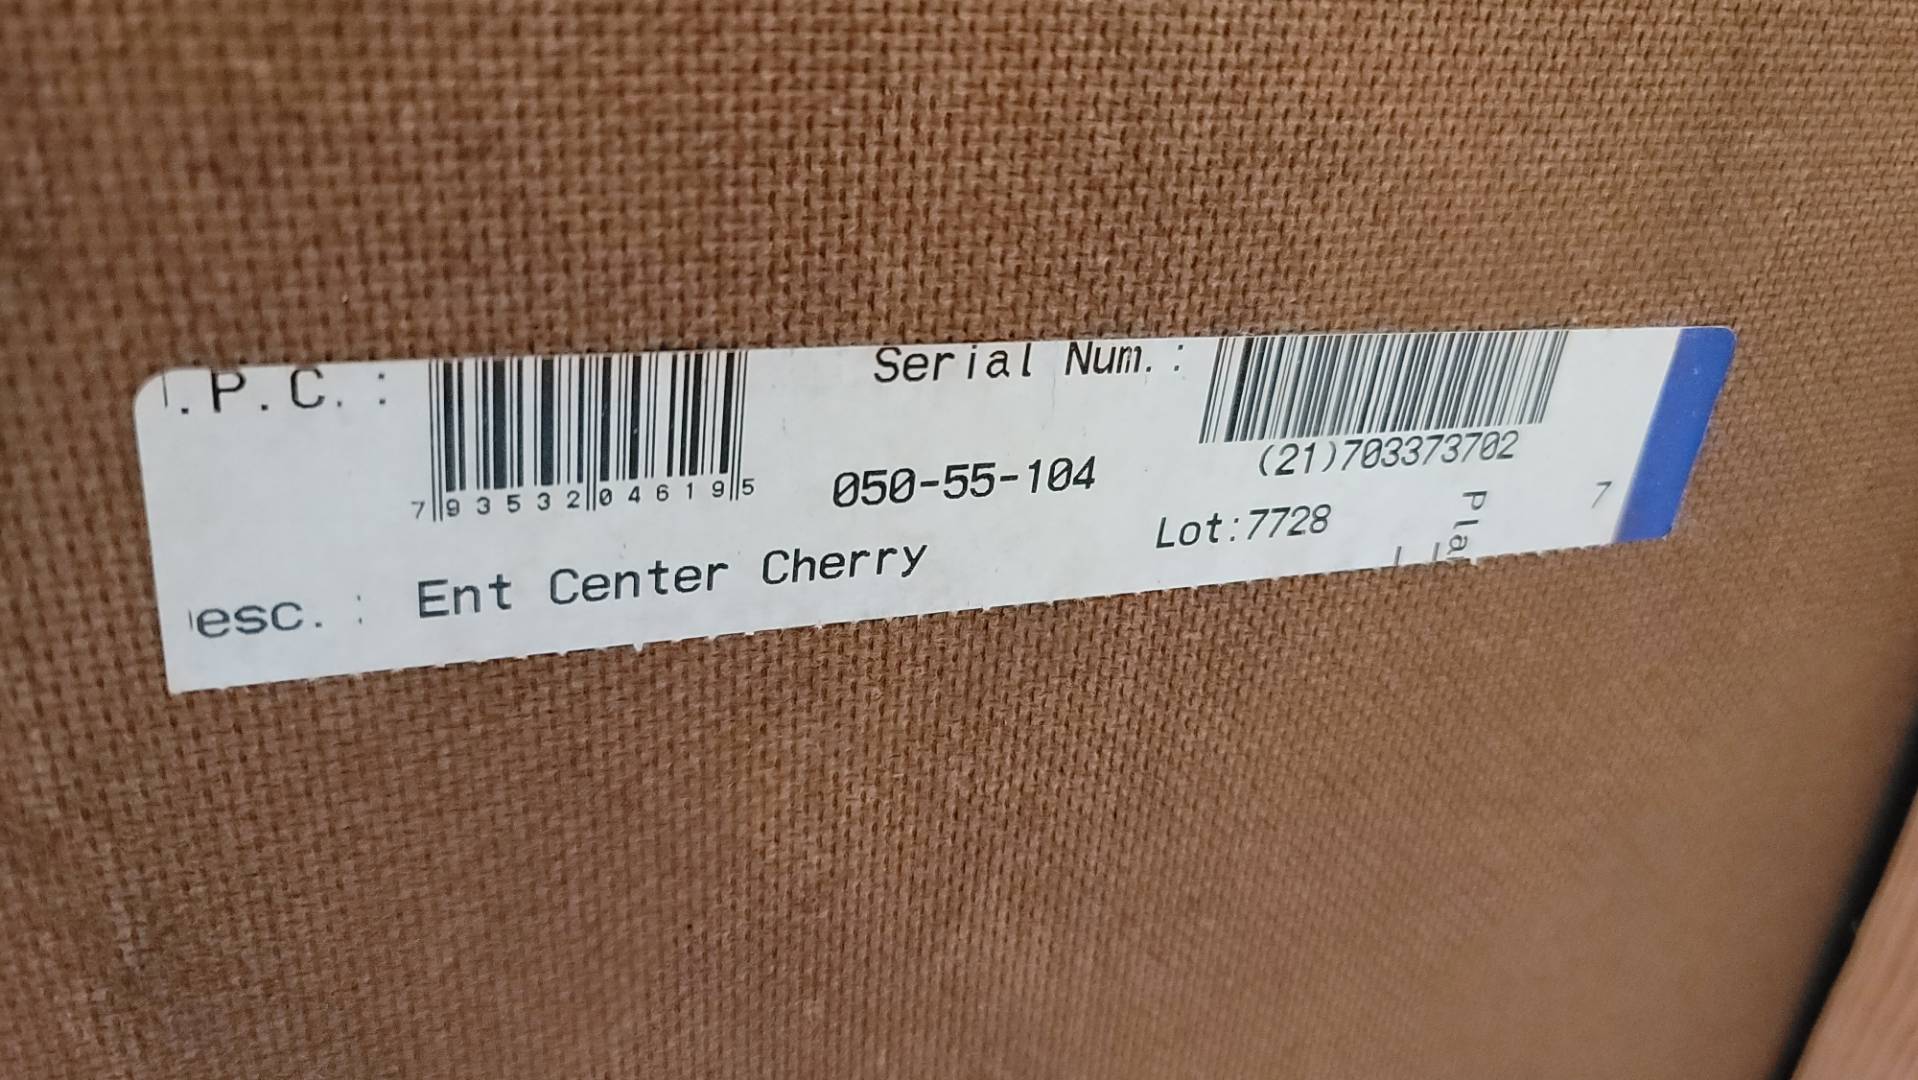 .P.C.: Serial Num.:
7 93532 04619 5
050-55-104
(21)703373702
Lot:7728
7
esc.: Ent Center Cherry